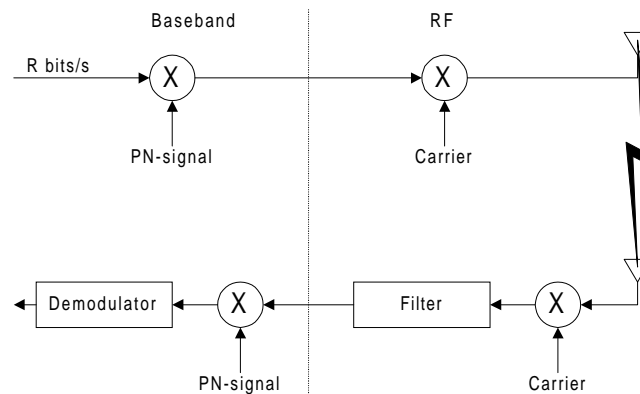 Baseband
RF
R bits/s
X
X
PN-signal
Carrier
Demodulator
X
Filter
X
PN-signal
Carrier